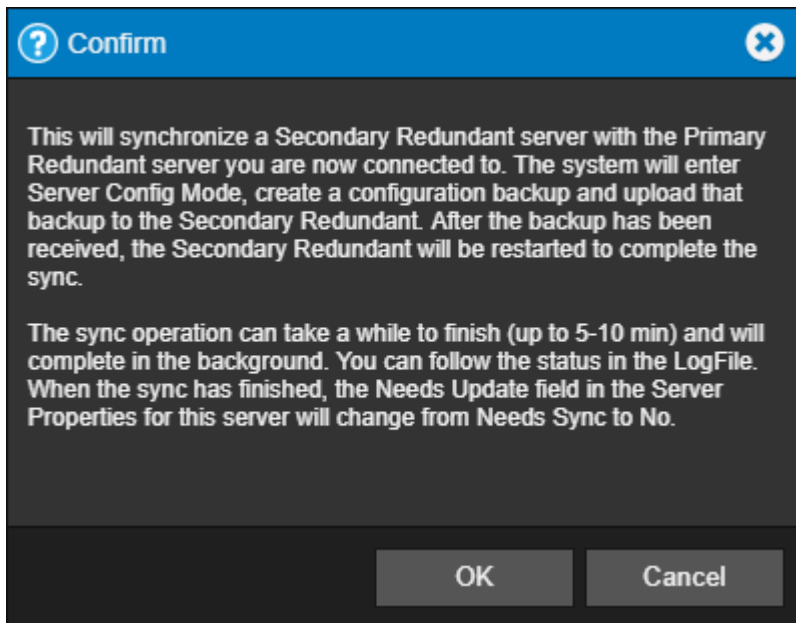 Confirm
This will synchronize a Secondary Redundant server with the Primary
Redundant server you are now connected to. The system will enter
Server Config Mode, create a configuration backup and upload that
backup to the Secondary Redundant. After the backup has been
received, the Secondary Redundant will be restarted to complete the
sync.
The sync operation can take a while to finish (up to 5-10 min) and will
complete in the background. You can follow the status in the LogFile.
When the sync has finished, the Needs Update field in the Server
Properties for this server will change from Needs Sync to No.
OK Cancel